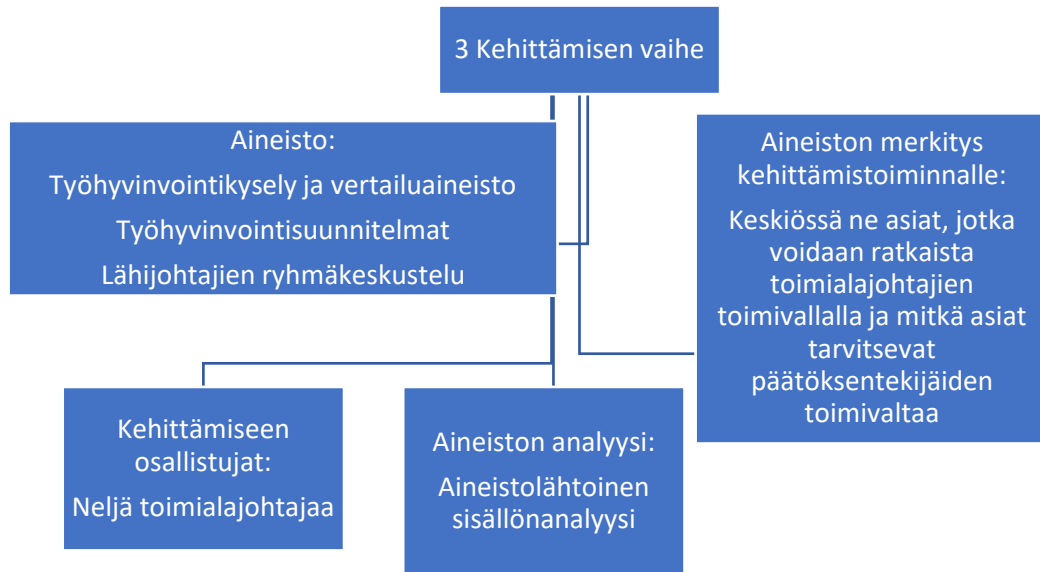 3 Kehittämisen vaihe
Aineisto:
Työhyvinvointikysely ja vertailuaineisto
Työhyvinvointisuunnitelmat
Lähijohtajien ryhmäkeskustelu
Aineiston merkitys
kehittämistoiminnalle:
Keskiössä ne asiat, jotka
voidaan ratkaista
toimialajohtajien
toimivallalla ja mitkä asiat
tarvitsevat
päätöksentekijäiden
toimivaltaa
Kehittämiseen
osallistujat:
Neljä toimialajohtajaa
Aineiston analyysi:
Aineistolähtoinen
sisällönanalyysi